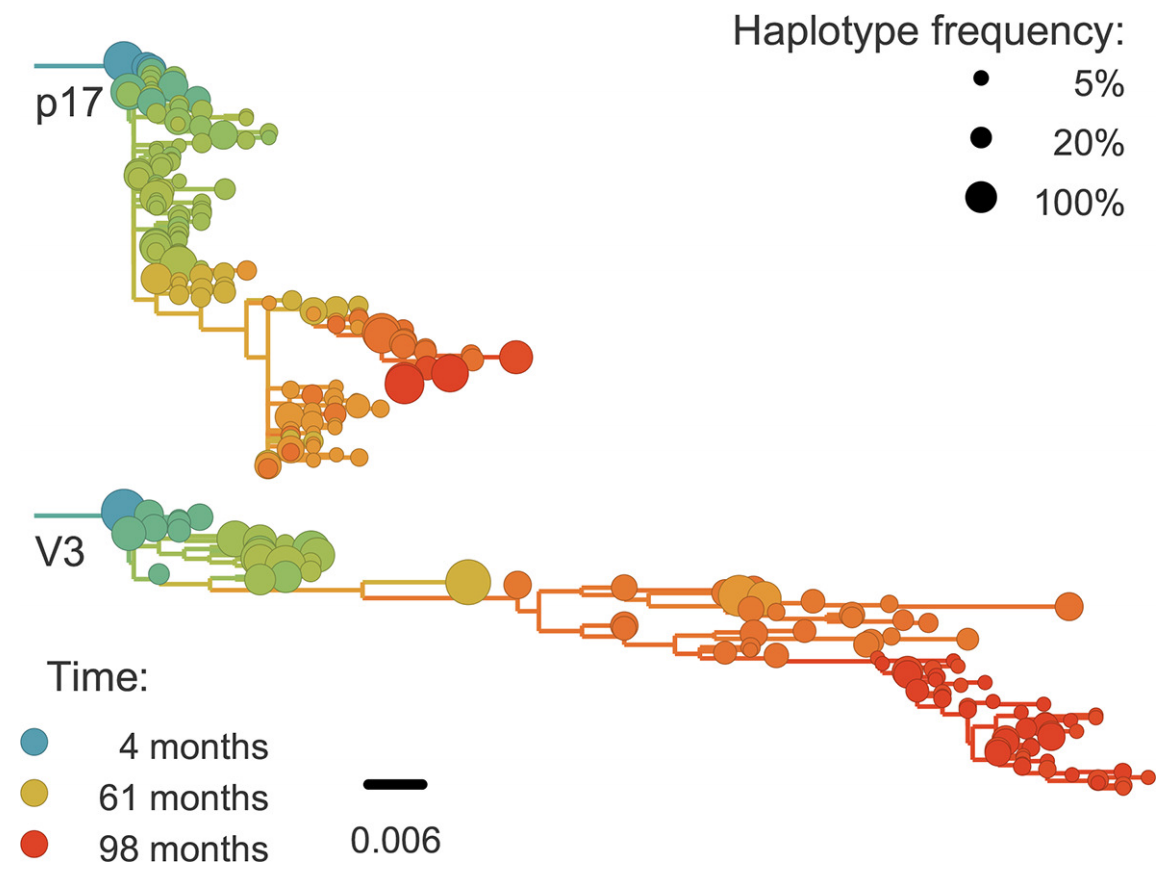 Haplotype frequency:
5%
20%
100%
p17
V3
Time:
4 months
61 months
98 months
0.006